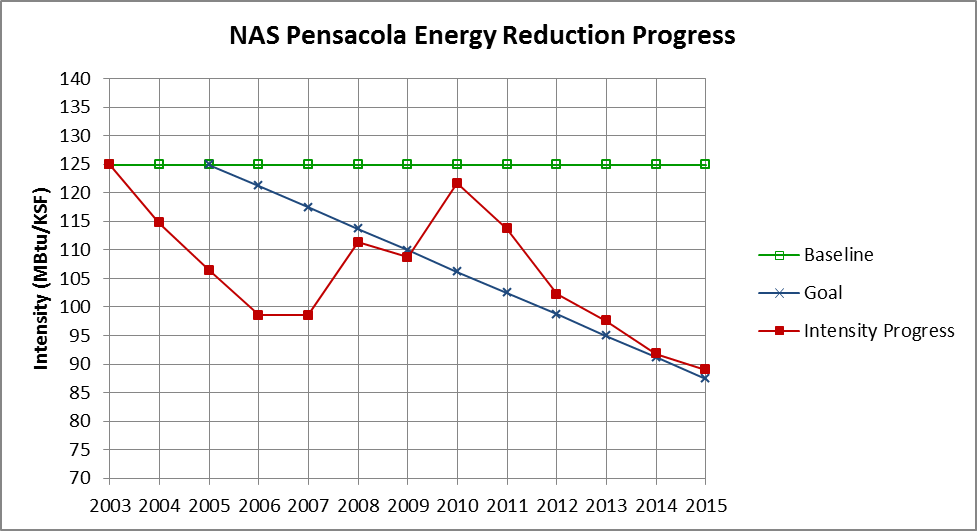 NAS Pensacola Energy Reduction Progress
140
135
130
125
120
115
110
105
100
95
90
85
80
75
70
Intensity (MBtu/KSF)
2003 2004 2005 2006 2007 2008 2009 2010 2011 2012 2013 2014 2015
Baseline
Goal
Intensity Progress